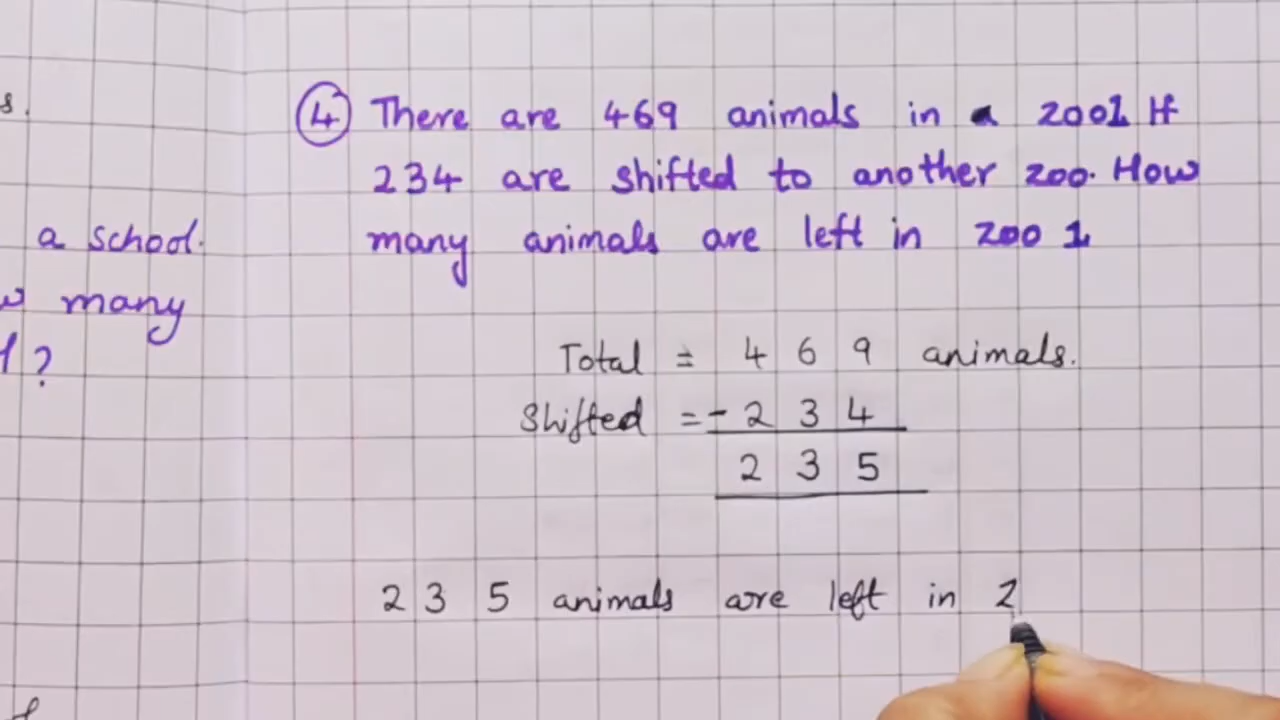 s.
a school.
many
?
4 There are 469 animals in a zoo1 If
234 are shifted to another zoo. How
many animals are left in zoo 1
Total = 4 6 9 animals.
Shifted = - 2 3 4
2 3 5
2 3 5 animals are left in Z